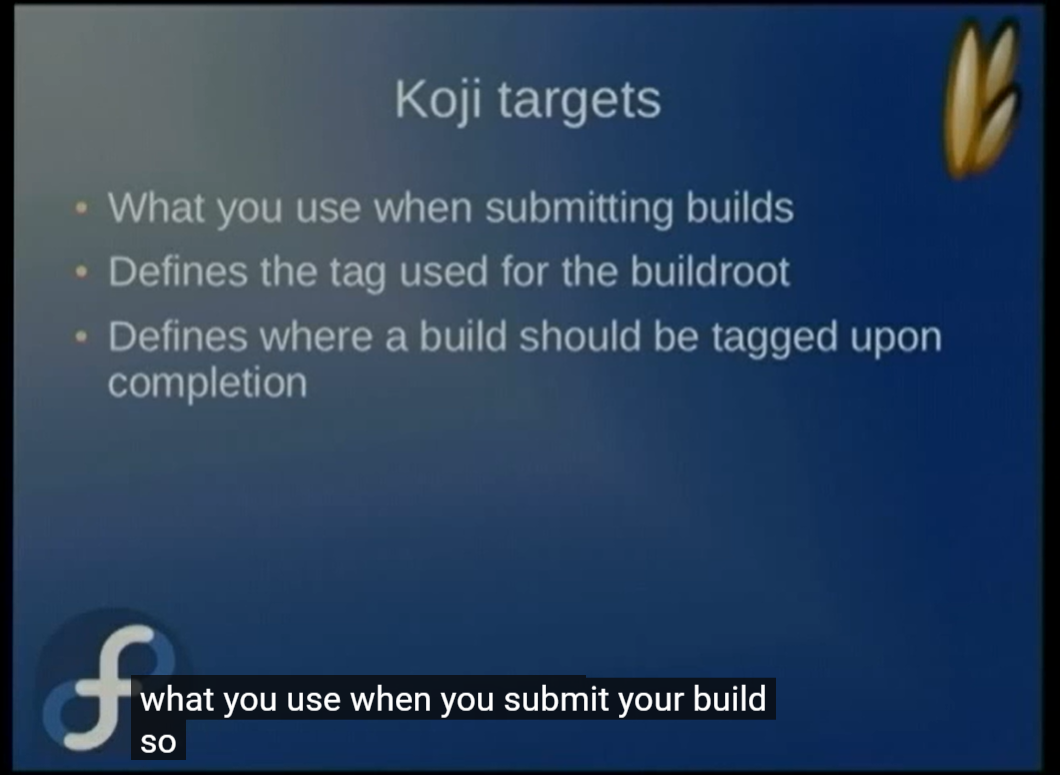 Koji targets
What you use when submitting builds
Defines the tag used for the buildroot
Defines where a build should be tagged upon
completion
what you use when you submit your build
so